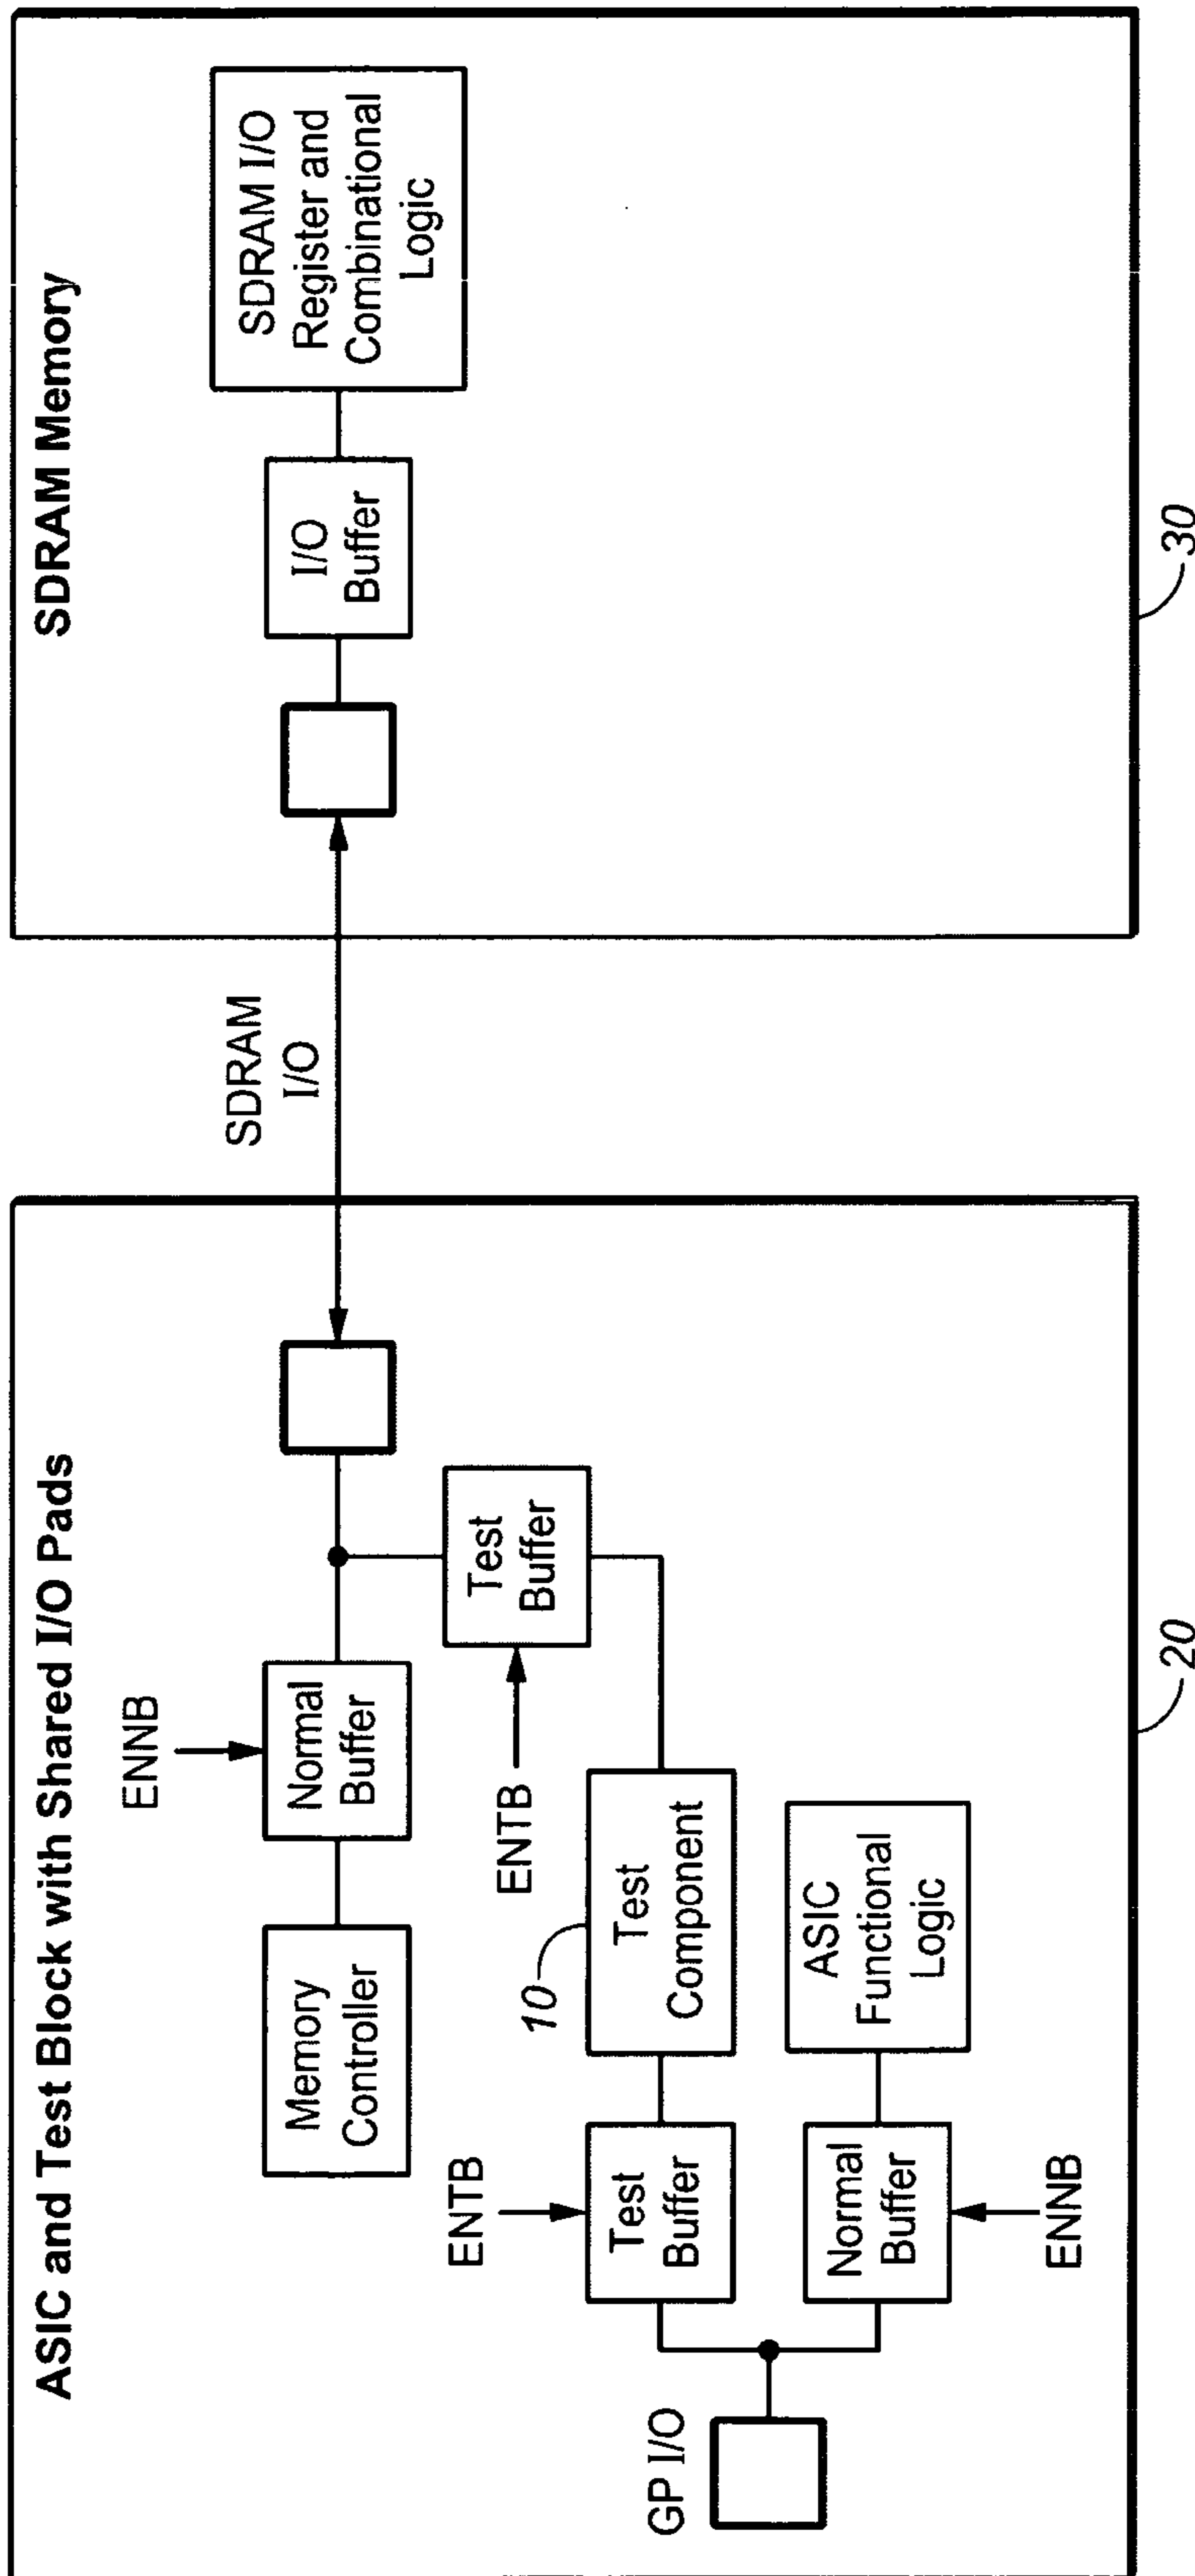 ASIC and Test Block with Shared I/O Pads
ENNB
Memory
Controller
Normal
Buffer
ENTB
Test
Buffer
ENTB
10
Test
Buffer
Test
Component
GP I/O
Normal
Buffer
ASIC
Functional
Logic
ENNB
20
SDRAM
I/O
SDRAM Memory
I/O
Buffer
SDRAM I/O
Register and
Combinational
Logic
30